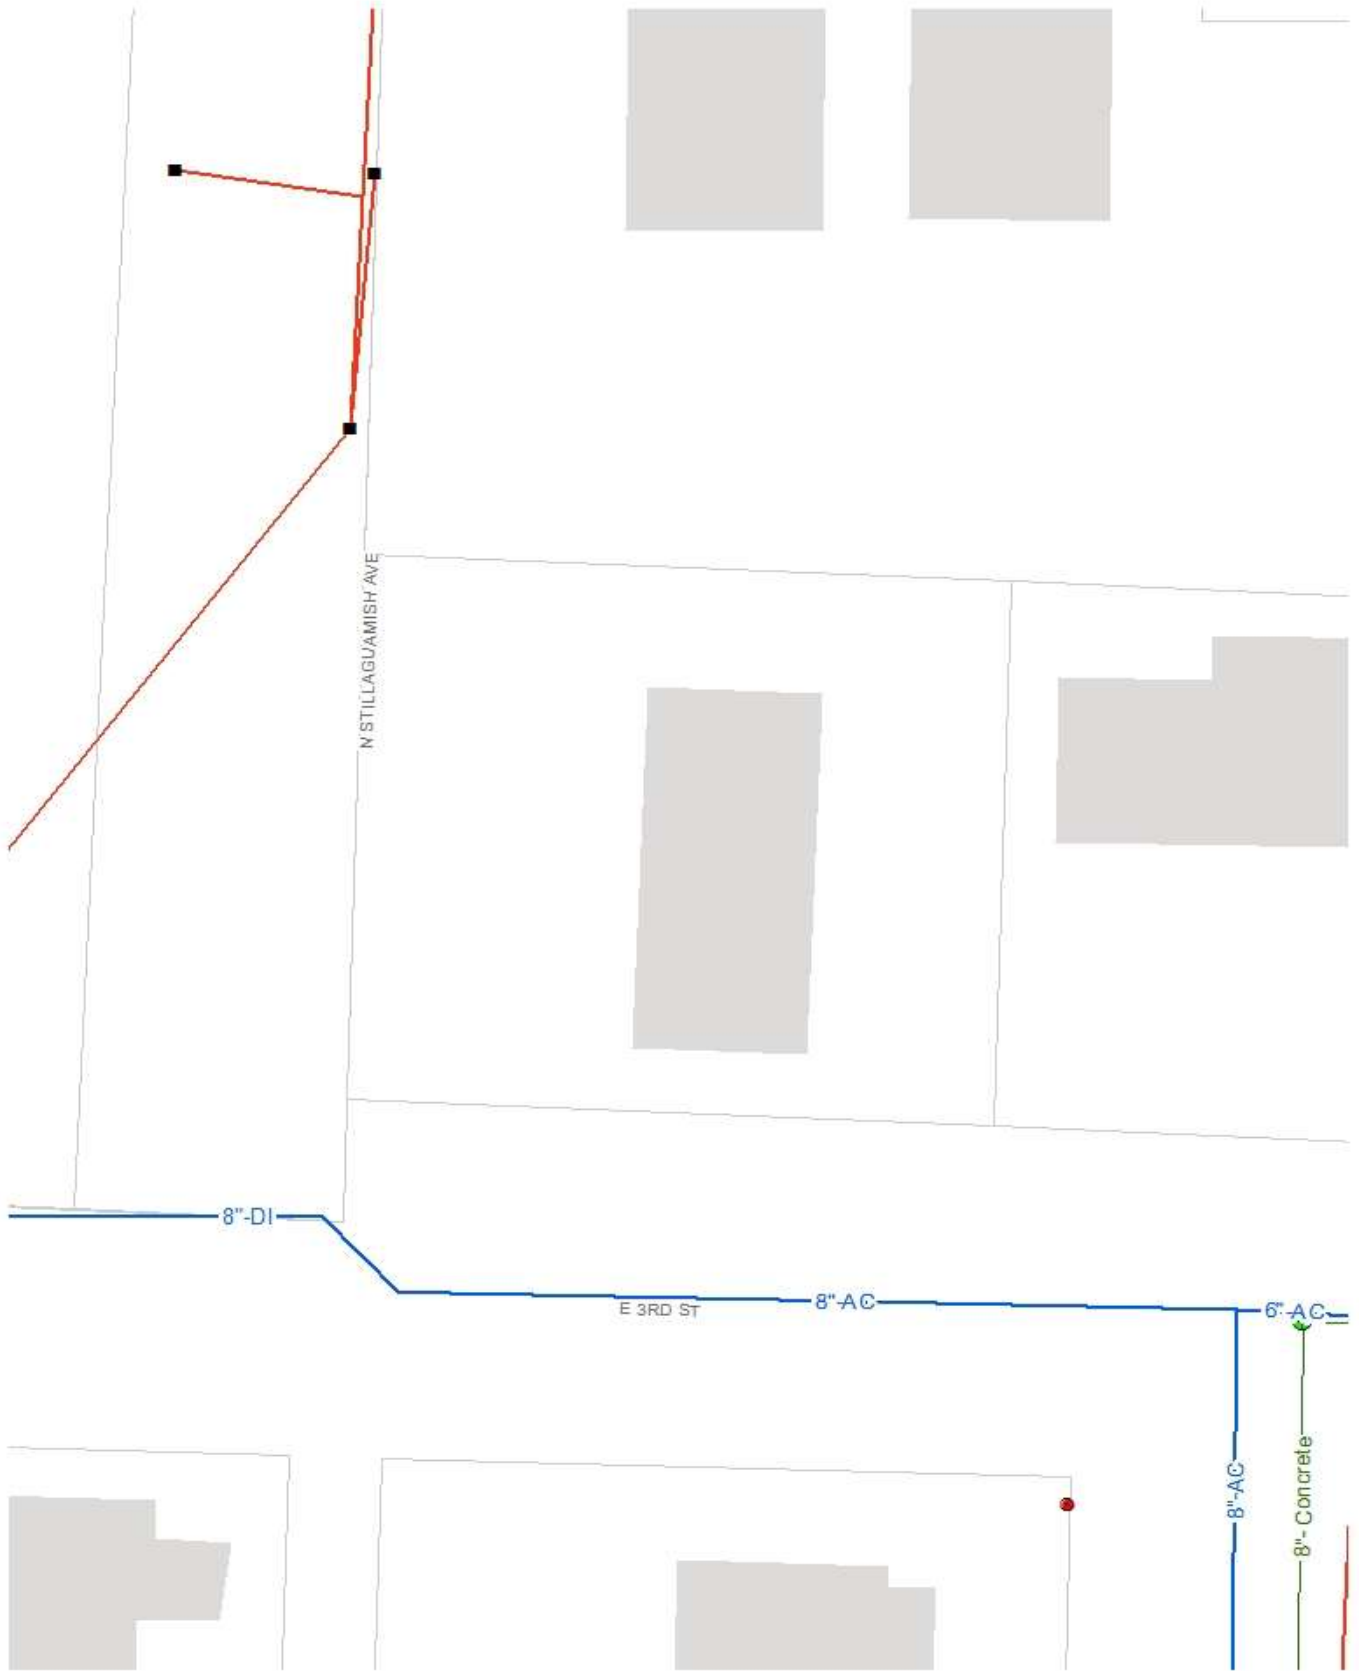 N STILLAGUAMISH AVE
8"-DI
8"-AC
E 3RD ST
6"-AC
8"-AC
8"- Concrete